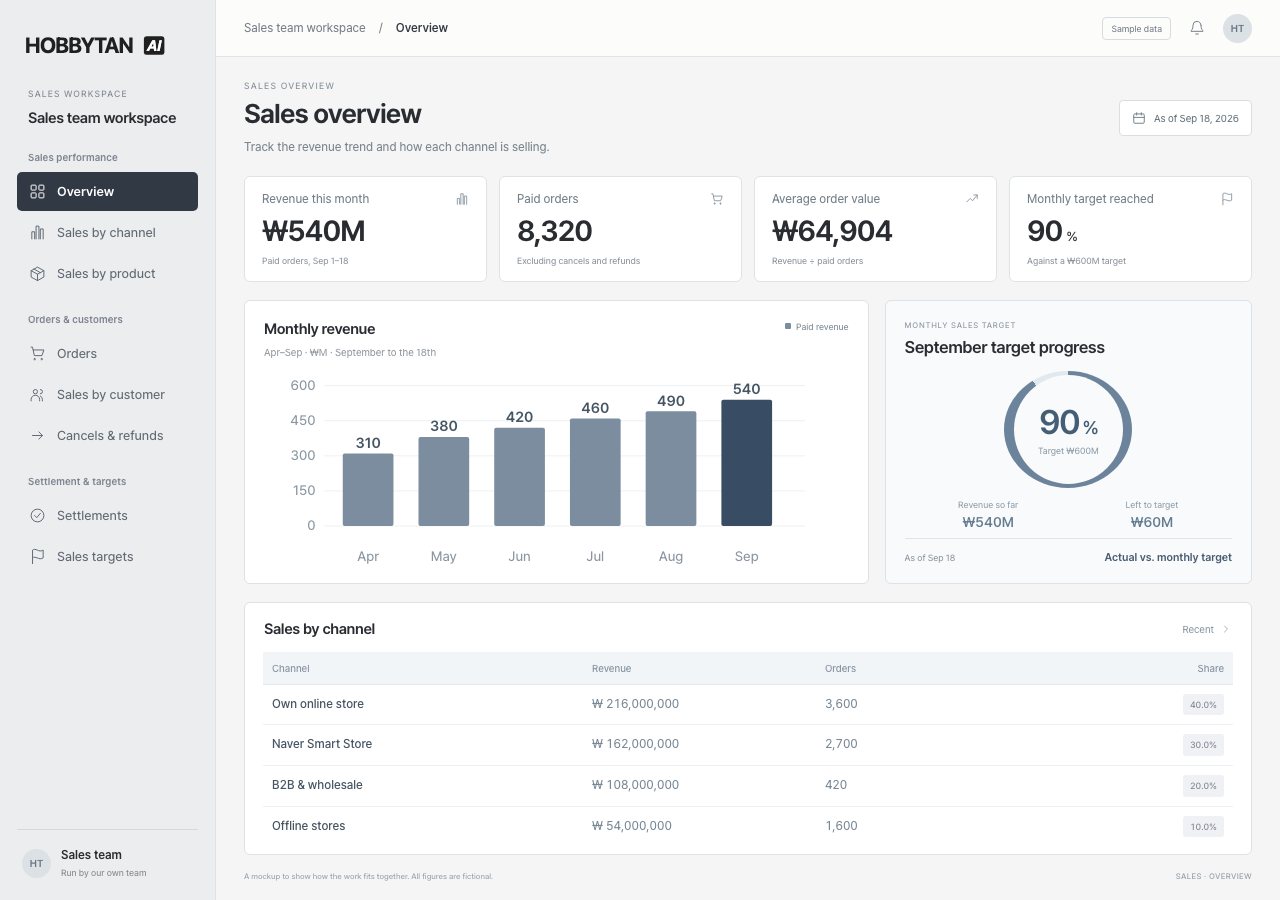 HOBBYTAN AI
SALES WORKSPACE
Sales team workspace
Sales performance
Overview
Sales by channel
Sales by product
Orders & customers
Orders
Sales by customer
Cancels & refunds
Settlement & targets
Settlements
Sales targets
HT
Sales team
Run by our own team
Sales team workspace / Overview
Sample data
HT
SALES OVERVIEW
Sales overview
Track the revenue trend and how each channel is selling.
As of Sep 18, 2026
Revenue this month
₩540M
Paid orders, Sep 1–18
Paid orders
8,320
Excluding cancels and refunds
Average order value
₩64,904
Revenue ÷ paid orders
Monthly target reached
90 %
Against a ₩600M target
Monthly revenue
Paid revenue
Apr–Sep · ₩M · September to the 18th
600
450
300
150
0
310
380
420
460
490
540
Apr
May
Jun
Jul
Aug
Sep
MONTHLY SALES TARGET
September target progress
90 %
Target ₩600M
Revenue so far
₩540M
Left to target
₩60M
As of Sep 18
Actual vs. monthly target
Sales by channel
Recent
Channel Revenue Orders Share
Own online store ₩ 216,000,000 3,600 40.0%
Naver Smart Store ₩ 162,000,000 2,700 30.0%
B2B & wholesale ₩ 108,000,000 420 20.0%
Offline stores ₩ 54,000,000 1,600 10.0%
A mockup to show how the work fits together. All figures are fictional.
SALES · OVERVIEW